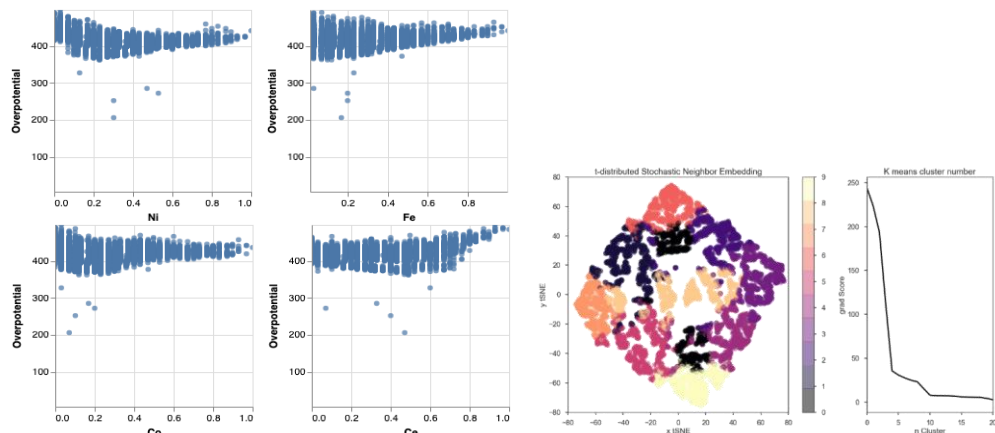 Overpotential
400
300
200
100
0.2 0.4 0.6 0.8 1.0
Ni
Overpotential
400
300
200
100
0.2 0.4 0.6 0.8
Fe
Overpotential
400
300
200
100
0.0 0.2 0.4 0.6 0.8 1.0
Co
Overpotential
400
300
200
100
0.0 0.2 0.4 0.6 0.8 1.0
Ce
t-distributed Stochastic Neighbor Embedding
y tSNE
80
60
40
20
0
−20
−40
−60
−80
−80 −60 −40 −20 0 20 40 60 80
x tSNE
9
8
7
6
5
4
3
2
1
0
K means cluster number
grad Score
250
200
150
100
50
0
0 5 10 15 20
n Cluster